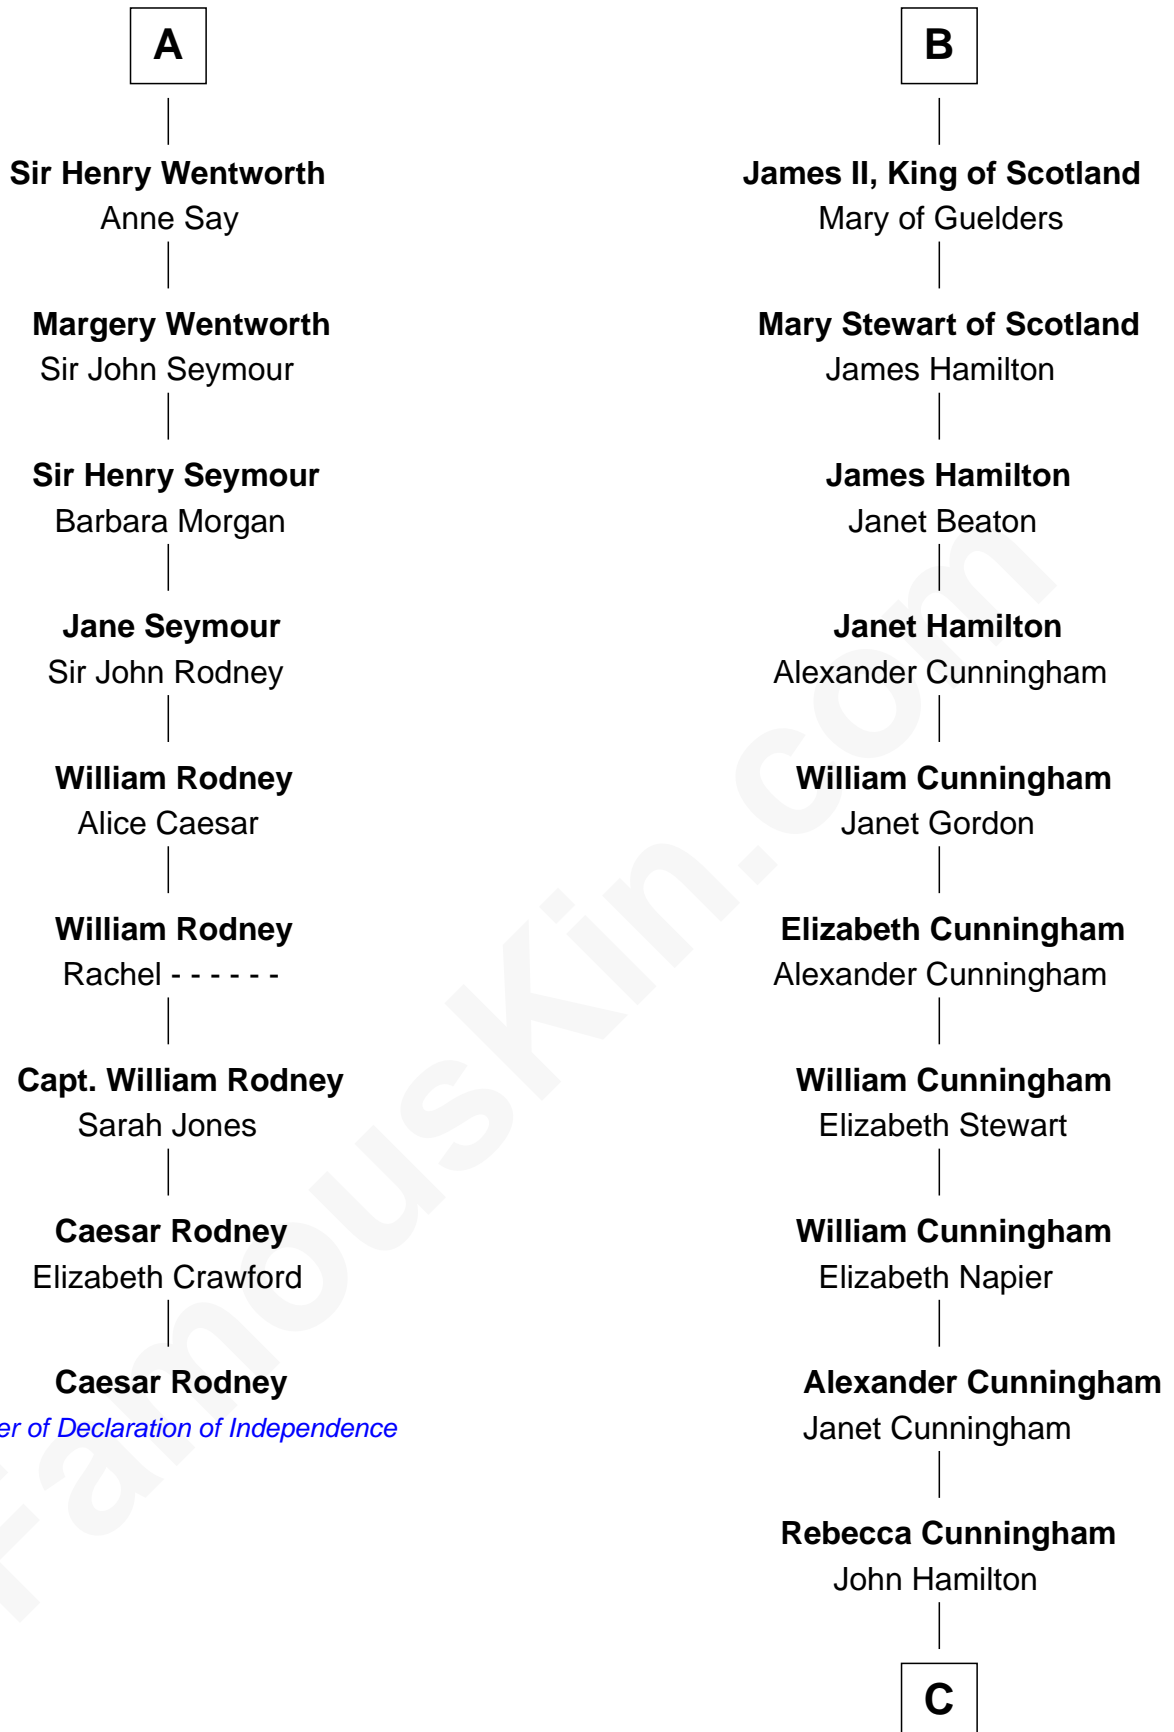 A
Sir Henry Wentworth
Anne Say
Margery Wentworth
Sir John Seymour
Sir Henry Seymour
Barbara Morgan
Jane Seymour
Sir John Rodney
William Rodney
Alice Caesar
William Rodney
Rachel - - - - - -
Capt. William Rodney
Sarah Jones
Caesar Rodney
Elizabeth Crawford
Caesar Rodney
er of Declaration of Independence
B
James II, King of Scotland
Mary of Guelders
Mary Stewart of Scotland
James Hamilton
James Hamilton
Janet Beaton
Janet Hamilton
Alexander Cunningham
William Cunningham
Janet Gordon
Elizabeth Cunningham
Alexander Cunningham
William Cunningham
Elizabeth Stewart
William Cunningham
Elizabeth Napier
Alexander Cunningham
Janet Cunningham
Rebecca Cunningham
John Hamilton
C
FamousKin.com